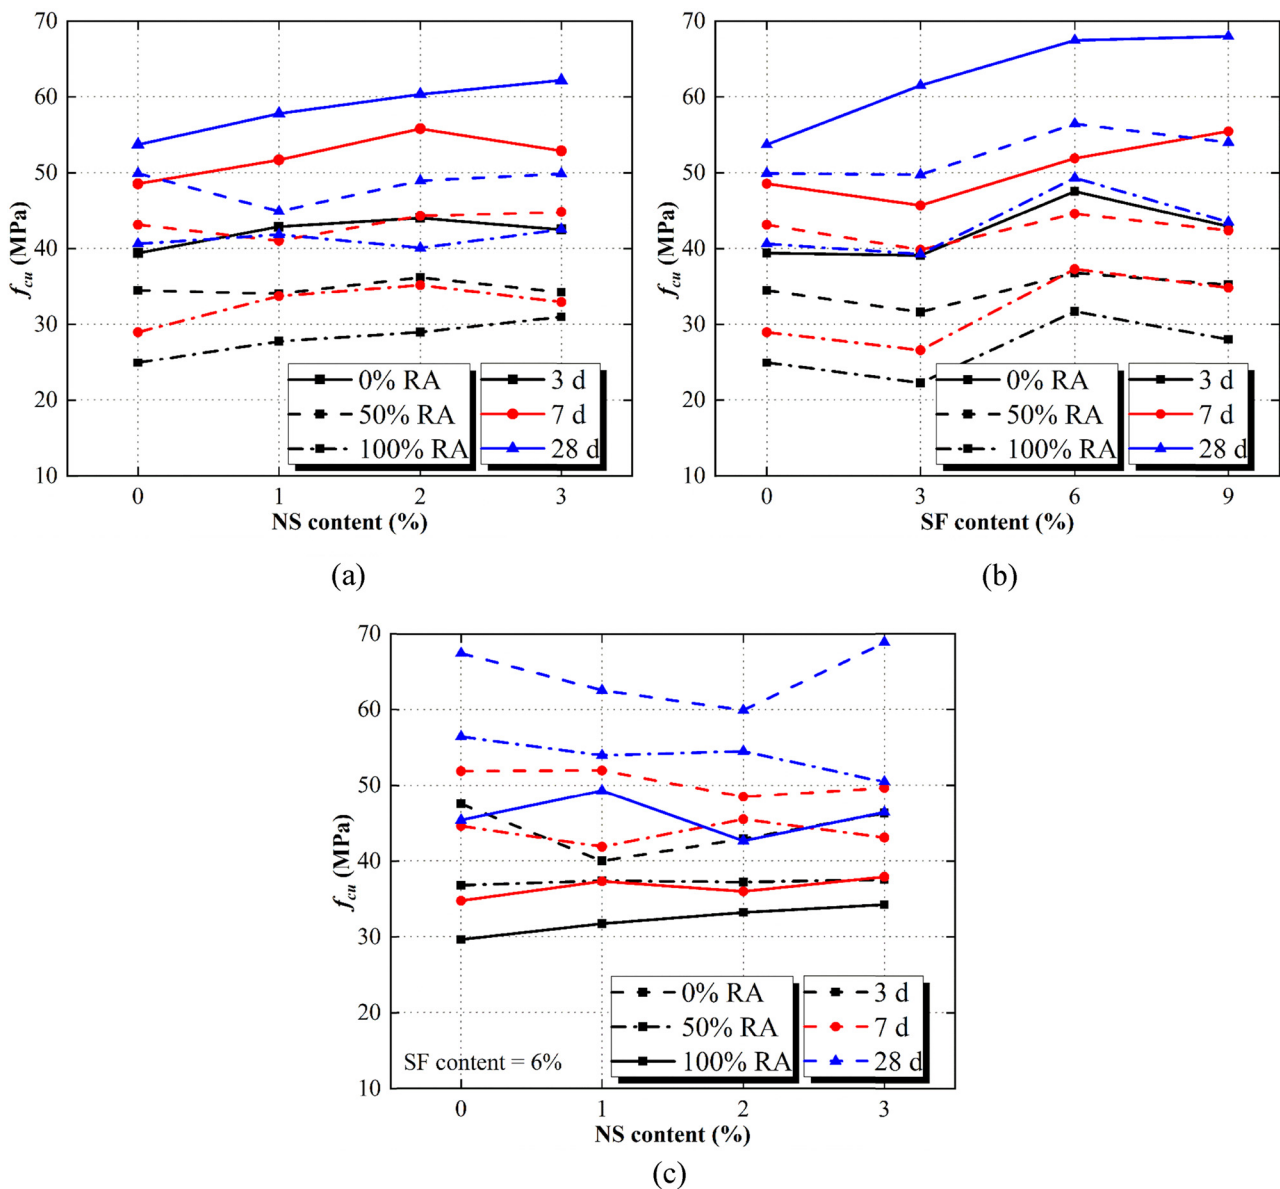 70
60
50
40
30
20
10
f_cu (MPa)
0% RA
50% RA
100% RA
3 d
7 d
28 d
0 1 2 3
NS content (%)
(a)
70
60
50
40
30
20
10
f_cu (MPa)
0% RA
50% RA
100% RA
3 d
7 d
28 d
0 3 6 9
SF content (%)
(b)
70
60
50
40
30
20
10
f_cu (MPa)
0% RA
50% RA
100% RA
3 d
7 d
28 d
SF content = 6%
0 1 2 3
NS content (%)
(c)